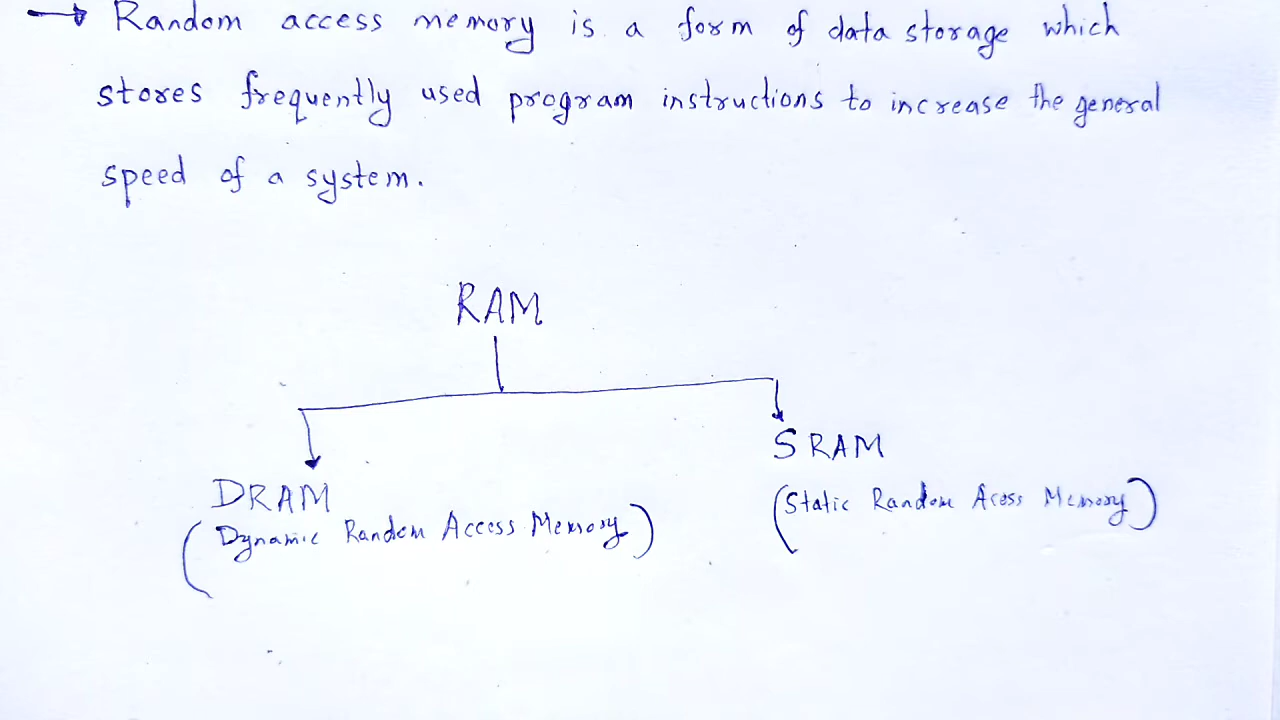 → Random access memory is a form of data storage which
stores frequently used program instructions to increase the general
speed of a system.
RAM
DRAM
(Dynamic Random Access Memory)
SRAM
(Static Random Acess Memory)